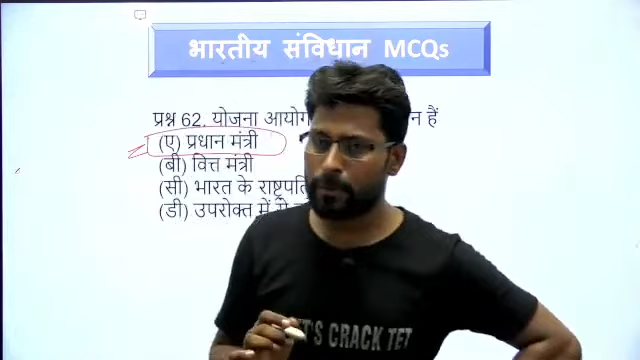 भारतीय संविधान MCQs
प्रश्न 62. योजना आयोग हैं
(ए) प्रधान मंत्री
(बी) वित्त मंत्री
(सी) भारत के राष्ट्रपति
(डी) उपरोक्त में से
CRACK TET